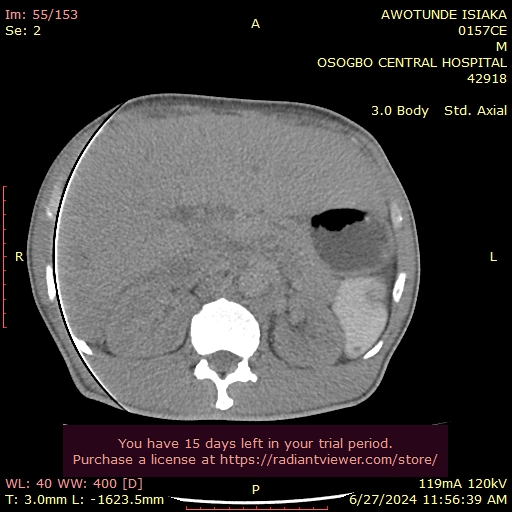 Im: 55/153
Se: 2
A
AWOTUNDE ISIAKA
0157CE
M
OSOGBO CENTRAL HOSPITAL
42918
3.0 Body Std. Axial
R
L
You have 15 days left in your trial period.
Purchase a license at https://radiantviewer.com/store/
WL: 40 WW: 400 [D]
T: 3.0mm L: -1623.5mm
P
119mA 120kV
6/27/2024 11:56:39 AM